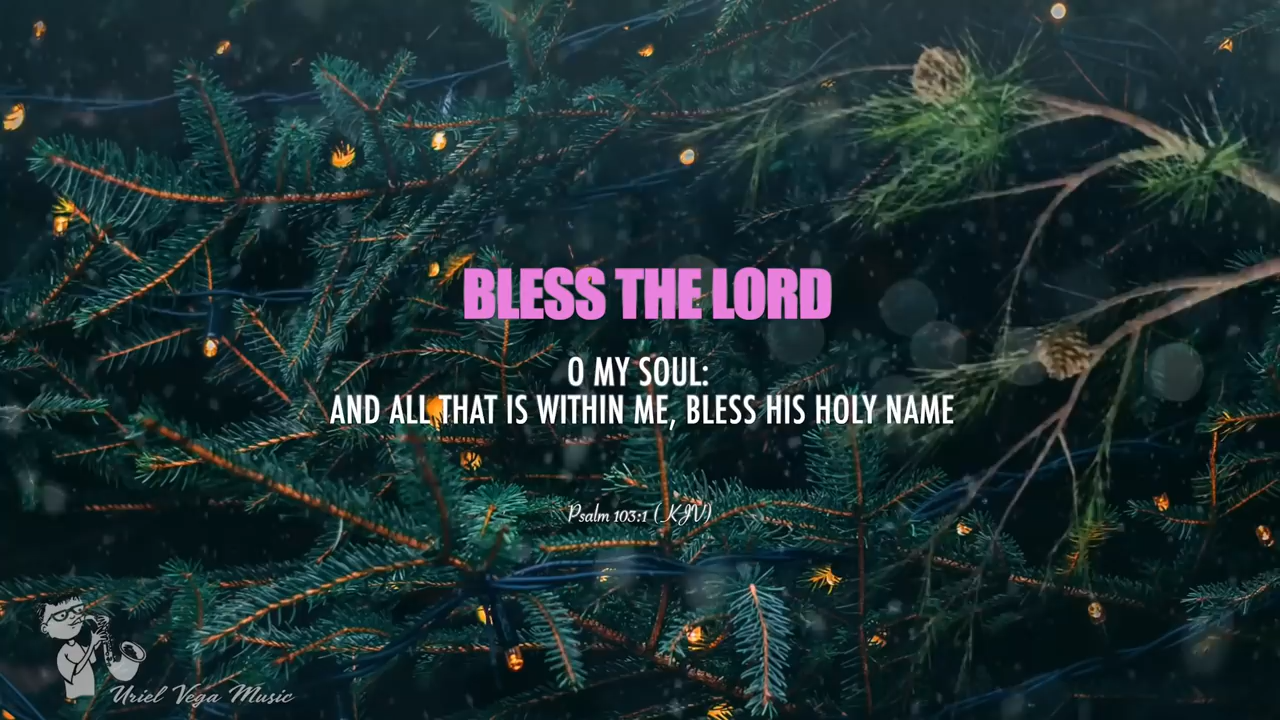 BLESS THE LORD
O MY SOUL:
AND ALL THAT IS WITHIN ME, BLESS HIS HOLY NAME
Psalm 103:1 (KJV)
Uriel Vega Music